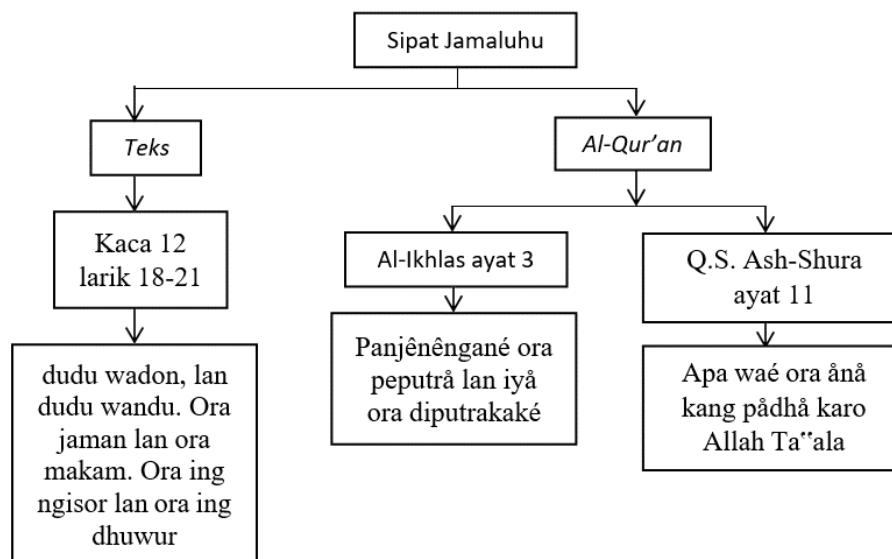 Sipat Jamaluhu
Teks
Al-Qur'an
Kaca 12
larik 18-21
Al-Ikhlas ayat 3
Q.S. Ash-Shura
ayat 11
dudu wadon, lan
dudu wandu. Ora
jaman lan ora
makam. Ora ing
ngisor lan ora ing
dhuwur
Panjênêngané ora
peputrå lan iyå
ora diputrakaké
Apa waé ora ånå
kang pådhå karo
Allah Ta‟‟ala